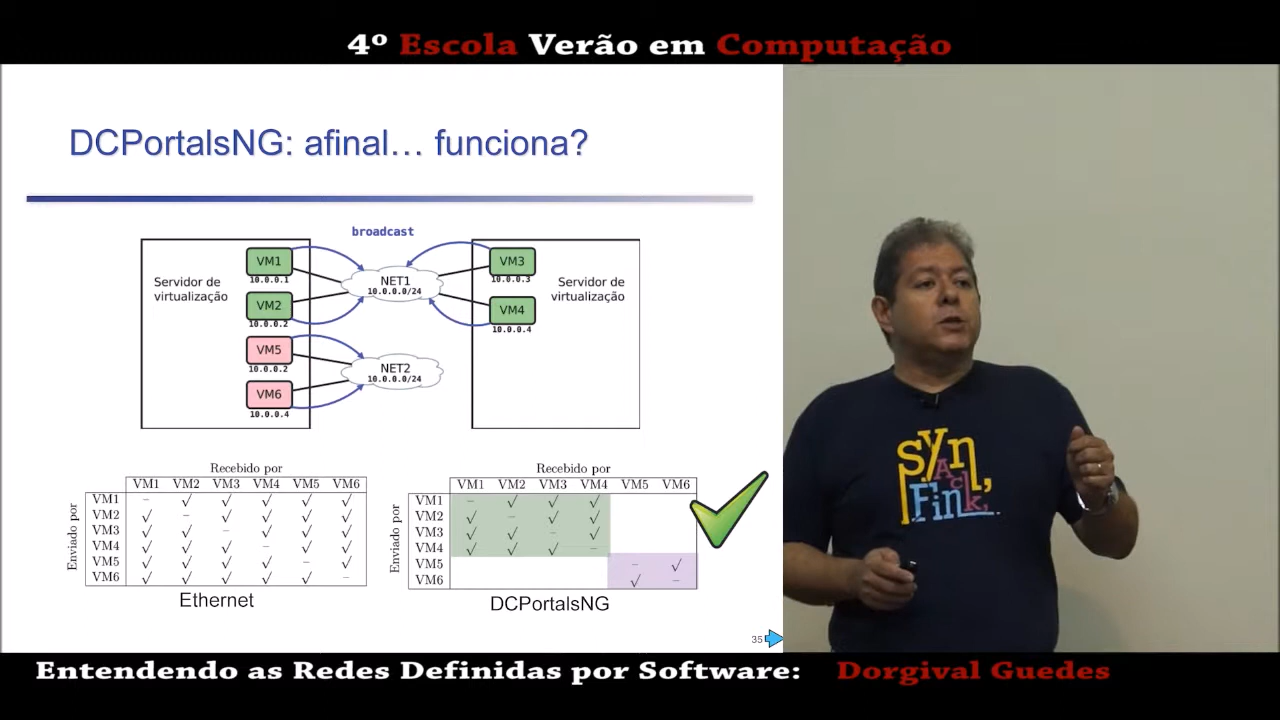 4º Escola Verão em Computação
DCPortalsNG: afinal... funciona?
broadcast
Servidor de
virtualização
VM1
10.0.0.1
VM2
10.0.0.2
VM5
10.0.0.2
VM6
10.0.0.4
NET1
10.0.0.0/24
NET2
10.0.0.0/24
VM3
10.0.0.3
VM4
10.0.0.4
Servidor de
virtualização
Recebido por
VM1 VM2 VM3 VM4 VM5 VM6
Enviado por
VM1 – √ √ √ √ √
VM2 √ – √ √ √ √
VM3 √ √ – √ √ √
VM4 √ √ √ – √ √
VM5 √ √ √ √ – √
VM6 √ √ √ √ √ –
Ethernet
Recebido por
VM1 VM2 VM3 VM4 VM5 VM6
Enviado por
VM1 – √ √ √
VM2 √ – √ √
VM3 √ √ – √
VM4 √ √ √ –
VM5 – √
VM6 √ –
DCPortalsNG
35
syn,
Ack
Fink,
Entendendo as Redes Definidas por Software: Dorgival Guedes